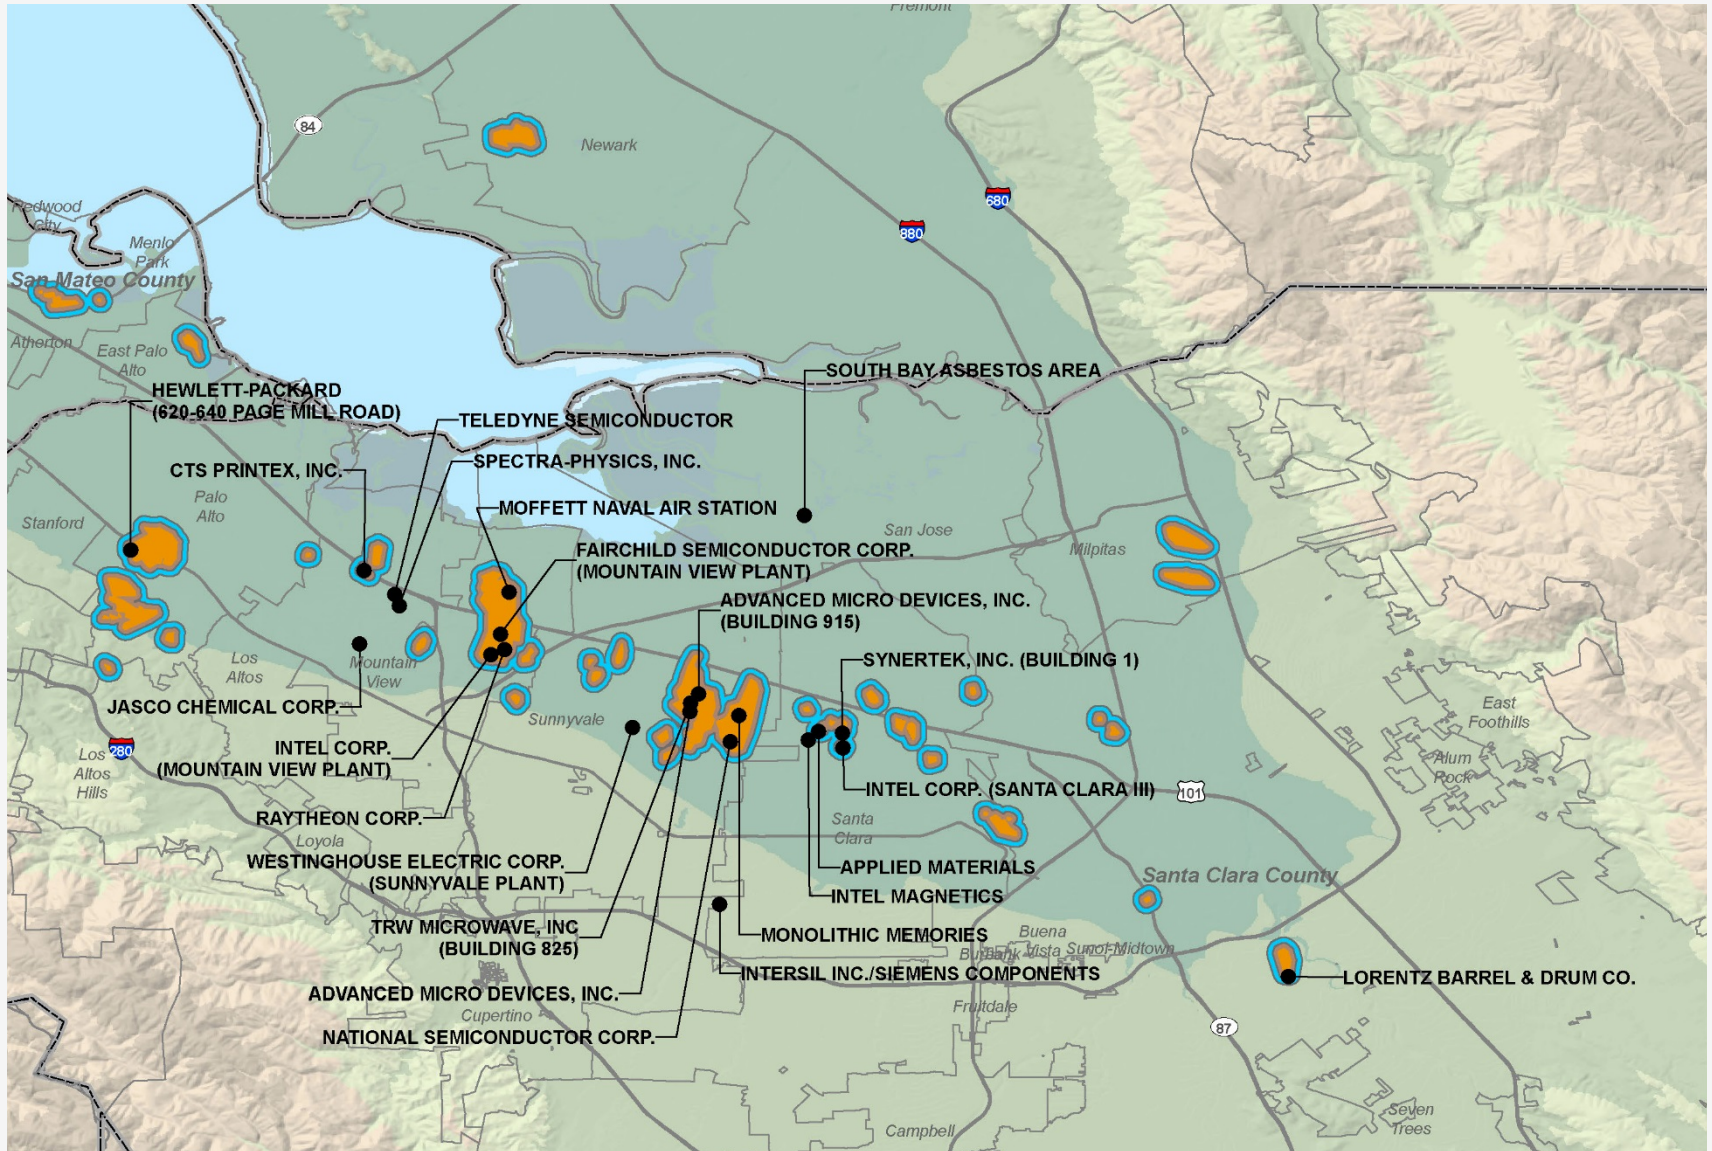 Fremont
84
Newark
680
880
Redwood
City
Menlo
Park
San Mateo County
Atherton
East Palo
Alto
SOUTH BAY ASBESTOS AREA
HEWLETT-PACKARD
(620-640 PAGE MILL ROAD)
TELEDYNE SEMICONDUCTOR
CTS PRINTEX, INC.
SPECTRA-PHYSICS, INC.
Palo
Alto
Stanford
MOFFETT NAVAL AIR STATION
San Jose
Milpitas
FAIRCHILD SEMICONDUCTOR CORP.
(MOUNTAIN VIEW PLANT)
ADVANCED MICRO DEVICES, INC.
(BUILDING 915)
SYNERTEK, INC. (BUILDING 1)
Los
Altos
Mountain
View
JASCO CHEMICAL CORP.
Sunnyvale
East
Foothills
280
Los
Altos
Hills
INTEL CORP.
(MOUNTAIN VIEW PLANT)
Alum
Rock
INTEL CORP. (SANTA CLARA III)
101
RAYTHEON CORP.
Santa
Clara
Loyola
WESTINGHOUSE ELECTRIC CORP.
(SUNNYVALE PLANT)
APPLIED MATERIALS
Santa Clara County
INTEL MAGNETICS
TRW MICROWAVE, INC
(BUILDING 825)
MONOLITHIC MEMORIES
Buena
Vista
Burbank
Sunol-Midtown
INTERSIL INC./SIEMENS COMPONENTS
LORENTZ BARREL & DRUM CO.
ADVANCED MICRO DEVICES, INC.
Cupertino
Fruitdale
NATIONAL SEMICONDUCTOR CORP.
87
Campbell
Seven
Trees